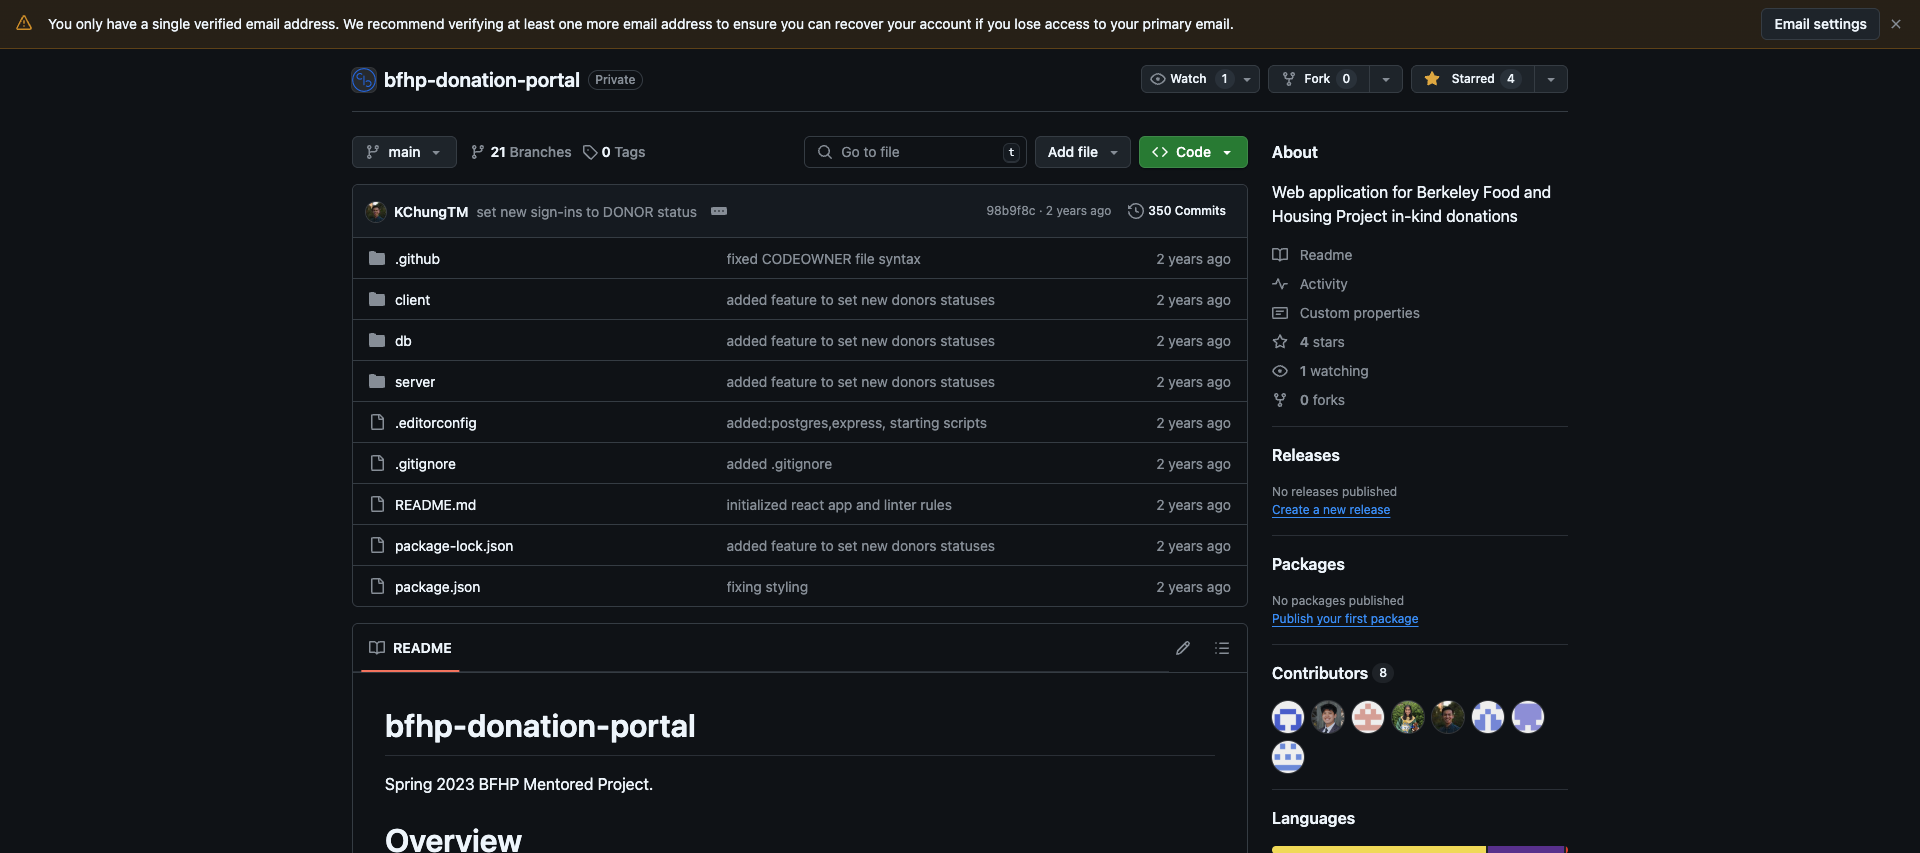 You only have a single verified email address. We recommend verifying at least one more email address to ensure you can recover your account if you lose access to your primary email.
Email settings
bfhp-donation-portal
Private
Watch 1
Fork 0
Starred 4
main
21 Branches
0 Tags
Go to file
t
Add file
Code
KChungTM set new sign-ins to DONOR status
98b9f8c · 2 years ago
350 Commits
.github fixed CODEOWNER file syntax 2 years ago
client added feature to set new donors statuses 2 years ago
db added feature to set new donors statuses 2 years ago
server added feature to set new donors statuses 2 years ago
.editorconfig added:postgres,express, starting scripts 2 years ago
.gitignore added .gitignore 2 years ago
README.md initialized react app and linter rules 2 years ago
package-lock.json added feature to set new donors statuses 2 years ago
package.json fixing styling 2 years ago
README
bfhp-donation-portal
Spring 2023 BFHP Mentored Project.
Overview
About
Web application for Berkeley Food and
Housing Project in-kind donations
Readme
Activity
Custom properties
4 stars
1 watching
0 forks
Releases
No releases published
Create a new release
Packages
No packages published
Publish your first package
Contributors 8
Languages